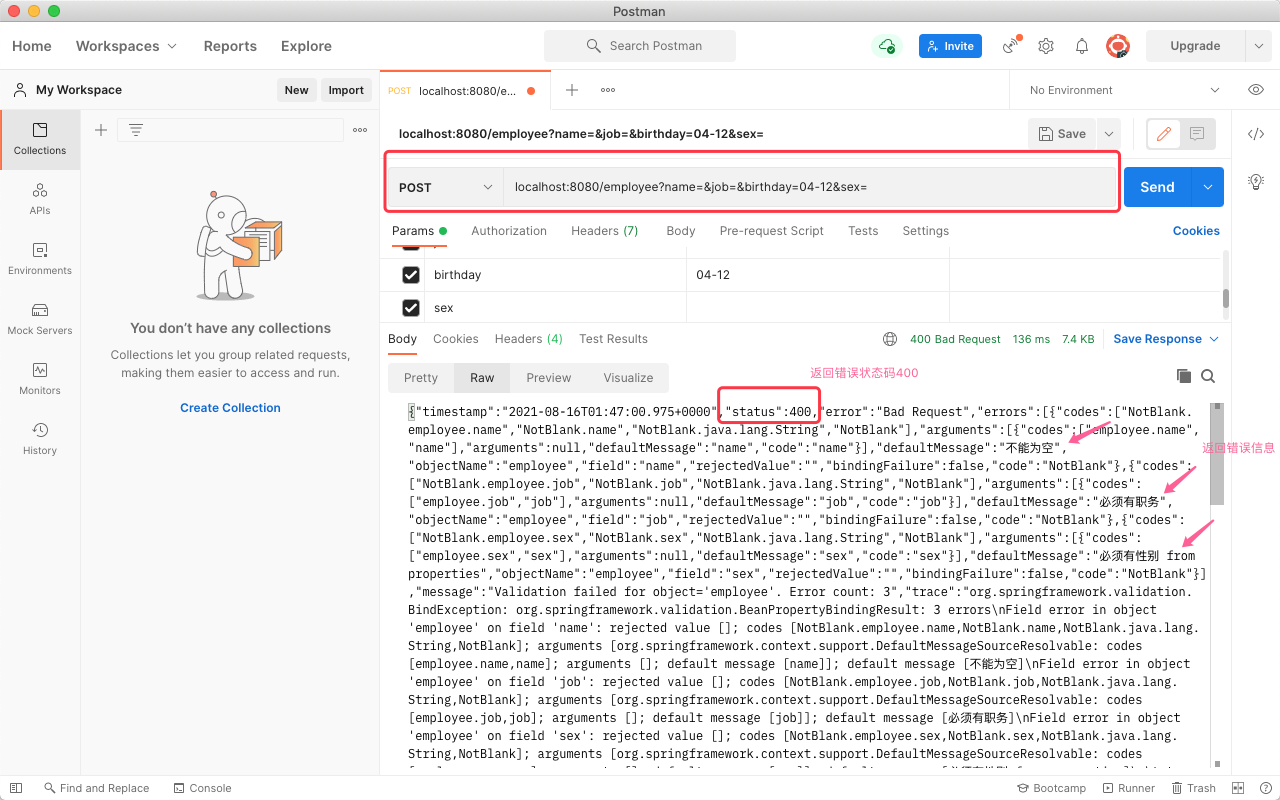 Postman
Home
Workspaces
Reports
Explore
Search Postman
Invite
Upgrade
My Workspace
New
Import
POST
localhost:8080/e...
No Environment
Collections
APIs
Environments
Mock Servers
Monitors
History
You don't have any collections
Collections let you group related requests,
making them easier to access and run.
Create Collection
localhost:8080/employee?name=&job=&birthday=04-12&sex=
Save
POST
localhost:8080/employee?name=&job=&birthday=04-12&sex=
Send
Params
Authorization
Headers (7)
Body
Pre-request Script
Tests
Settings
Cookies
birthday
04-12
sex
Body
Cookies
Headers (4)
Test Results
400 Bad Request
136 ms
7.4 KB
Save Response
Pretty
Raw
Preview
Visualize
返回错误状态码400
{"timestamp":"2021-08-16T01:47:00.975+0000","status":400,"error":"Bad Request","errors":[{"codes":["NotBlank.
employee.name","NotBlank.name","NotBlank.java.lang.String","NotBlank"],"arguments":[{"codes":["employee.name",
"name"],"arguments":null,"defaultMessage":"name","code":"name"}],"defaultMessage":"不能为空",
返回错误信息
"objectName":"employee","field":"name","rejectedValue":"","bindingFailure":false,"code":"NotBlank"},{"codes":
["NotBlank.employee.job","NotBlank.job","NotBlank.java.lang.String","NotBlank"],"arguments":[{"codes":
["employee.job","job"],"arguments":null,"defaultMessage":"job","code":"job"}],"defaultMessage":"必须有职务",
"objectName":"employee","field":"job","rejectedValue":"","bindingFailure":false,"code":"NotBlank"},{"codes":
["NotBlank.employee.sex","NotBlank.sex","NotBlank.java.lang.String","NotBlank"],"arguments":[{"codes":
["employee.sex","sex"],"arguments":null,"defaultMessage":"sex","code":"sex"}],"defaultMessage":"必须有性别 from
properties","objectName":"employee","field":"sex","rejectedValue":"","bindingFailure":false,"code":"NotBlank"}]
,"message":"Validation failed for object='employee'. Error count: 3","trace":"org.springframework.validation.
BindException: org.springframework.validation.BeanPropertyBindingResult: 3 errors\nField error in object
'employee' on field 'name': rejected value []; codes [NotBlank.employee.name,NotBlank.name,NotBlank.java.lang.
String,NotBlank]; arguments [org.springframework.context.support.DefaultMessageSourceResolvable: codes
[employee.name,name]; arguments []; default message [name]]; default message [不能为空]\nField error in object
'employee' on field 'job': rejected value []; codes [NotBlank.employee.job,NotBlank.job,NotBlank.java.lang.
String,NotBlank]; arguments [org.springframework.context.support.DefaultMessageSourceResolvable: codes
[employee.job,job]; arguments []; default message [job]]; default message [必须有职务]\nField error in object
'employee' on field 'sex': rejected value []; codes [NotBlank.employee.sex,NotBlank.sex,NotBlank.java.lang.
String,NotBlank]; arguments [org.springframework.context.support.DefaultMessageSourceResolvable: codes
Find and Replace
Console
Bootcamp
Runner
Trash